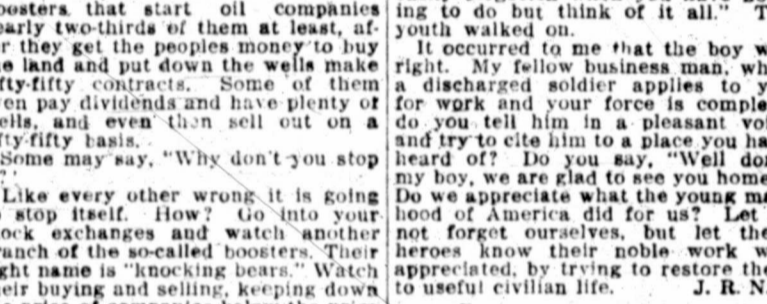 oosters that start oil companies
early two-thirds of them at least, af-
r they get the peoples money to buy
e land and put down the wells make
fty-fifty contracts. Some of them
en pay dividends and have plenty of
ells, and even then sell out on a
fty-fifty basis.
Some may say, "Why don't you stop
?"
Like every other wrong it is going
stop itself. How? Go into your
ock exchanges and watch another
ranch of the so-called boosters. Their
ght name is "knocking bears." Watch
eir buying and selling, keeping down
ing to do but think of it all." T
youth walked on.
It occurred to me that the boy w
right. My fellow business man, wh
a discharged soldier applies to y
for work and your force is comple
do you tell him in a pleasant voi
and try to cite him to a place you ha
heard of? Do you say, "Well do
my boy, we are glad to see you home
Do we appreciate what the young ma
hood of America did for us? Let
not forget ourselves, but let the
heroes know their noble work w
appreciated, by trying to restore the
to useful civilian life. J. R. N.